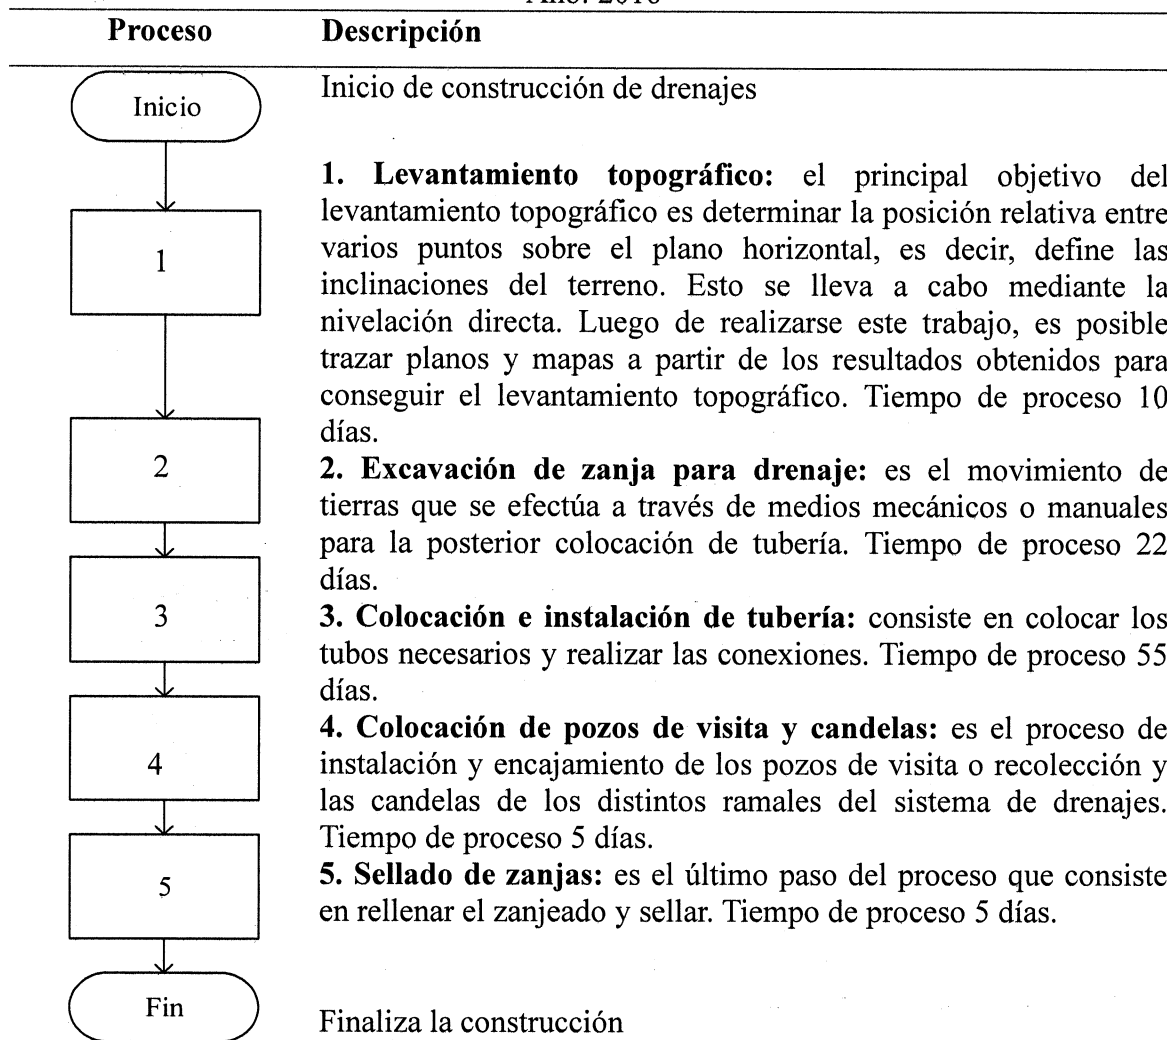 Proceso Descripción
Inicio
Inicio de construcción de drenajes
1
1. Levantamiento topográfico: el principal objetivo del
levantamiento topográfico es determinar la posición relativa entre
varios puntos sobre el plano horizontal, es decir, define las
inclinaciones del terreno. Esto se lleva a cabo mediante la
nivelación directa. Luego de realizarse este trabajo, es posible
trazar planos y mapas a partir de los resultados obtenidos para
conseguir el levantamiento topográfico. Tiempo de proceso 10
días.
2
2. Excavación de zanja para drenaje: es el movimiento de
tierras que se efectúa a través de medios mecánicos o manuales
para la posterior colocación de tubería. Tiempo de proceso 22
días.
3
3. Colocación e instalación de tubería: consiste en colocar los
tubos necesarios y realizar las conexiones. Tiempo de proceso 55
días.
4
4. Colocación de pozos de visita y candelas: es el proceso de
instalación y encajamiento de los pozos de visita o recolección y
las candelas de los distintos ramales del sistema de drenajes.
Tiempo de proceso 5 días.
5
5. Sellado de zanjas: es el último paso del proceso que consiste
en rellenar el zanjeado y sellar. Tiempo de proceso 5 días.
Fin
Finaliza la construcción